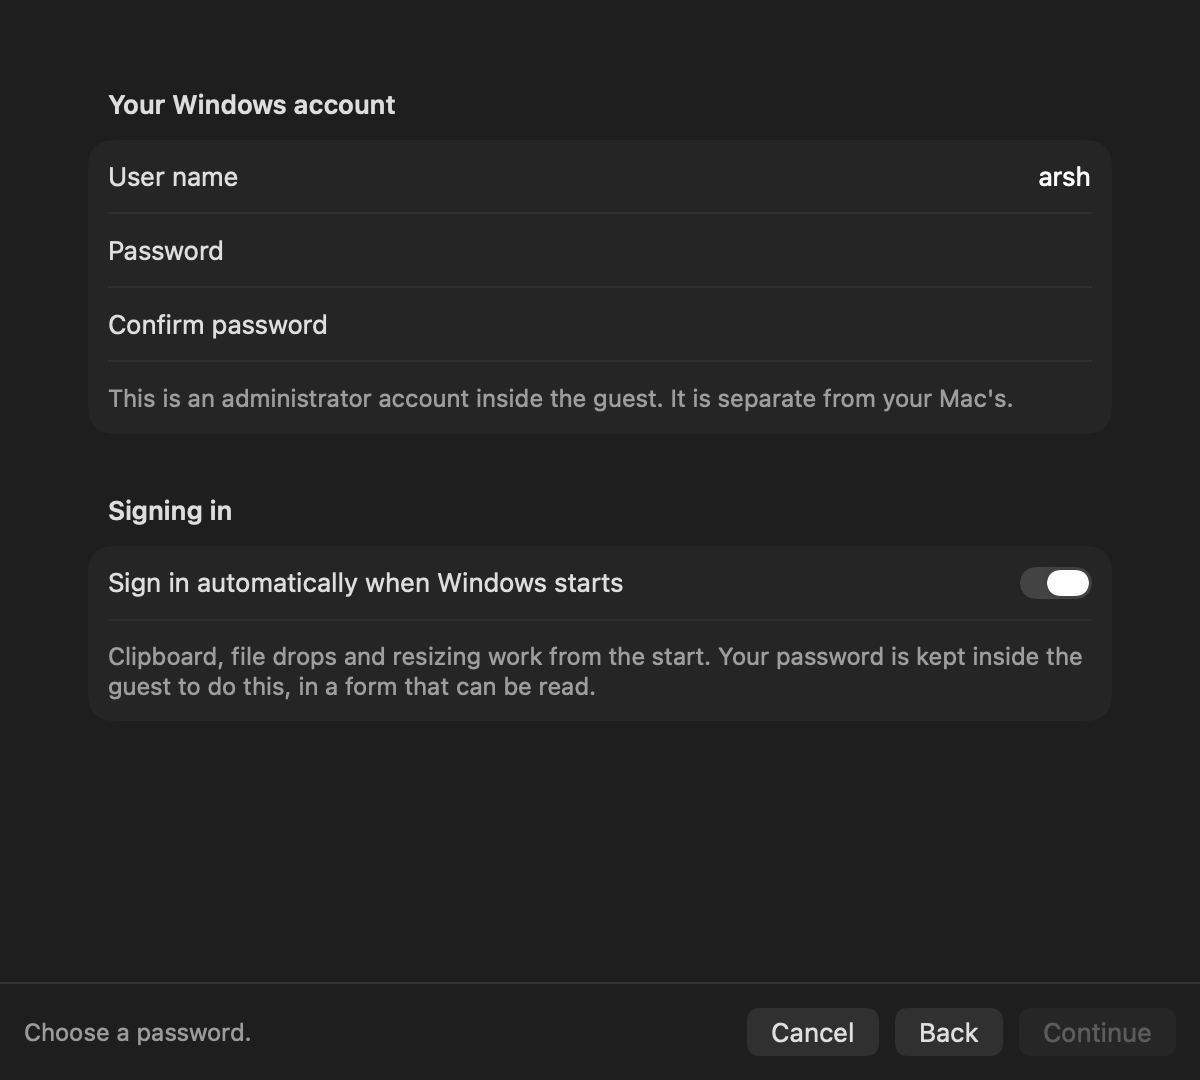 Your Windows account
User name
arsh
Password
Confirm password
This is an administrator account inside the guest. It is separate from your Mac's.
Signing in
Sign in automatically when Windows starts
Clipboard, file drops and resizing work from the start. Your password is kept inside the
guest to do this, in a form that can be read.
Choose a password.
Cancel
Back
Continue